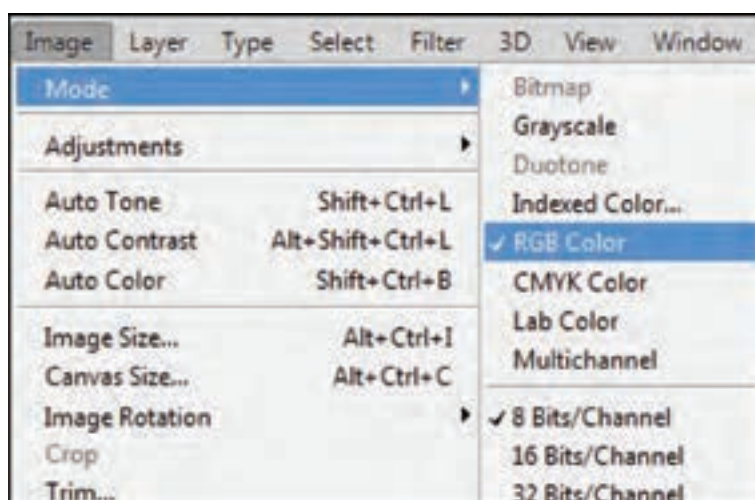 Image Layer Type Select Filter 3D View Window
Mode
Adjustments
Auto Tone Shift+Ctrl+L
Auto Contrast Alt+Shift+Ctrl+L
Auto Color Shift+Ctrl+B
Image Size... Alt+Ctrl+I
Canvas Size... Alt+Ctrl+C
Image Rotation
Crop
Trim...
Bitmap
Grayscale
Duotone
Indexed Color...
✓ RGB Color
CMYK Color
Lab Color
Multichannel
✓ 8 Bits/Channel
16 Bits/Channel
32 Bits/Channel